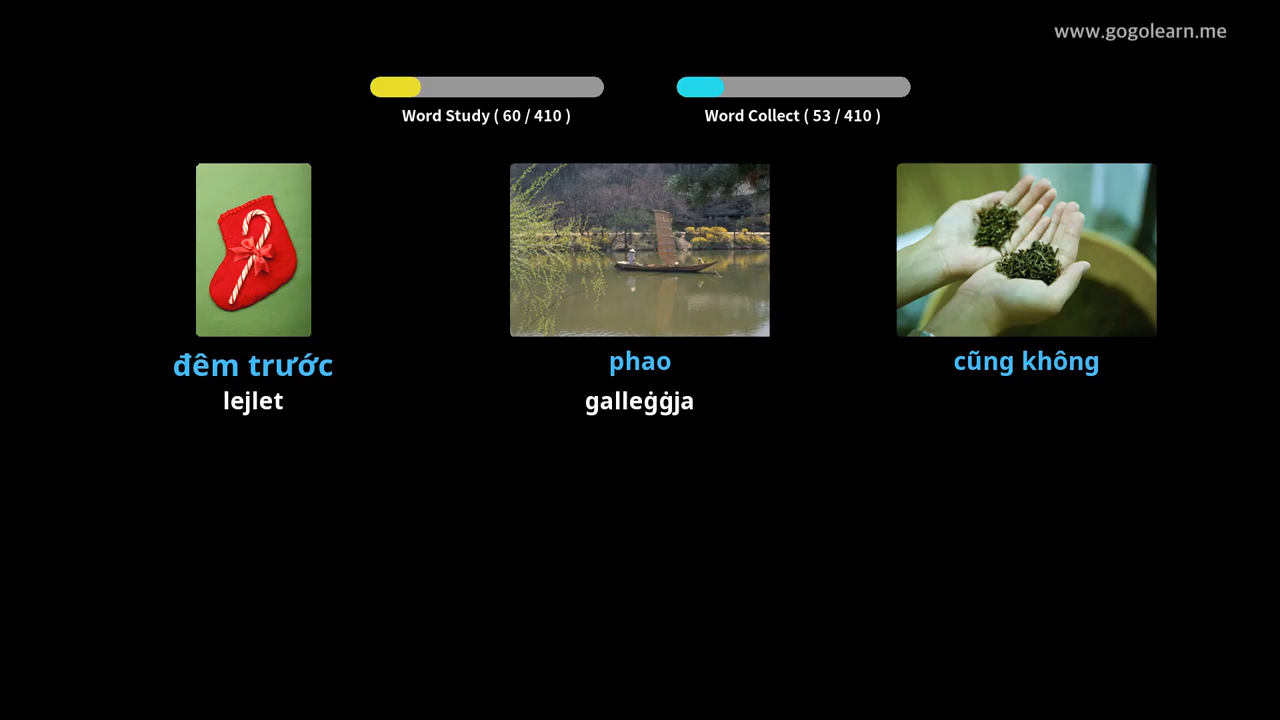 www.gogolearn.me
Word Study ( 60 / 410 )
Word Collect ( 53 / 410 )
đêm trước
lejlet
phao
galleġġja
cũng không